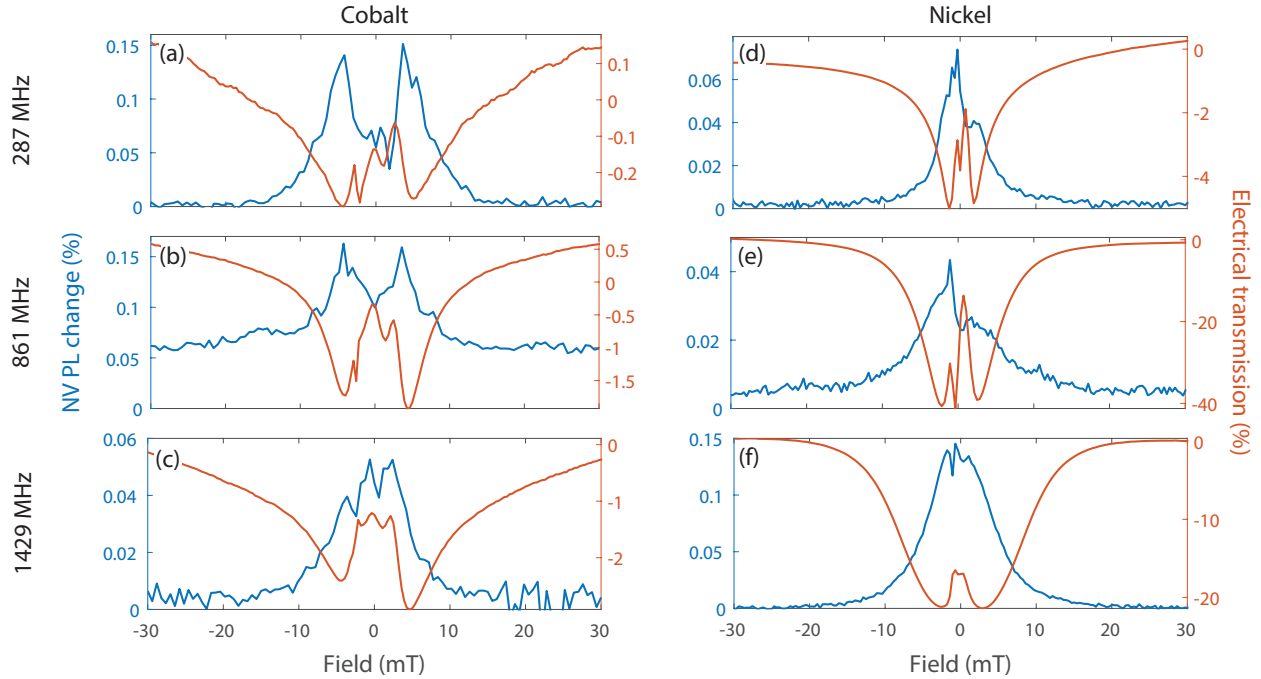 Cobalt
Nickel
287 MHz
861 MHz
1429 MHz
NV PL change (%)
Electrical transmission (%)
(a)
0.15
0.1
0.05
0
0.1
0
-0.1
-0.2
(d)
0.06
0.04
0.02
0
0
-2
-4
(b)
0.15
0.1
0.05
0
0.5
0
-0.5
-1
-1.5
(e)
0.04
0.02
0
0
-20
-40
(c)
0.06
0.04
0.02
0
0
-1
-2
(f)
0.15
0.1
0.05
0
0
-10
-20
-30 -20 -10 0 10 20 30
-30 -20 -10 0 10 20 30
Field (mT)
Field (mT)